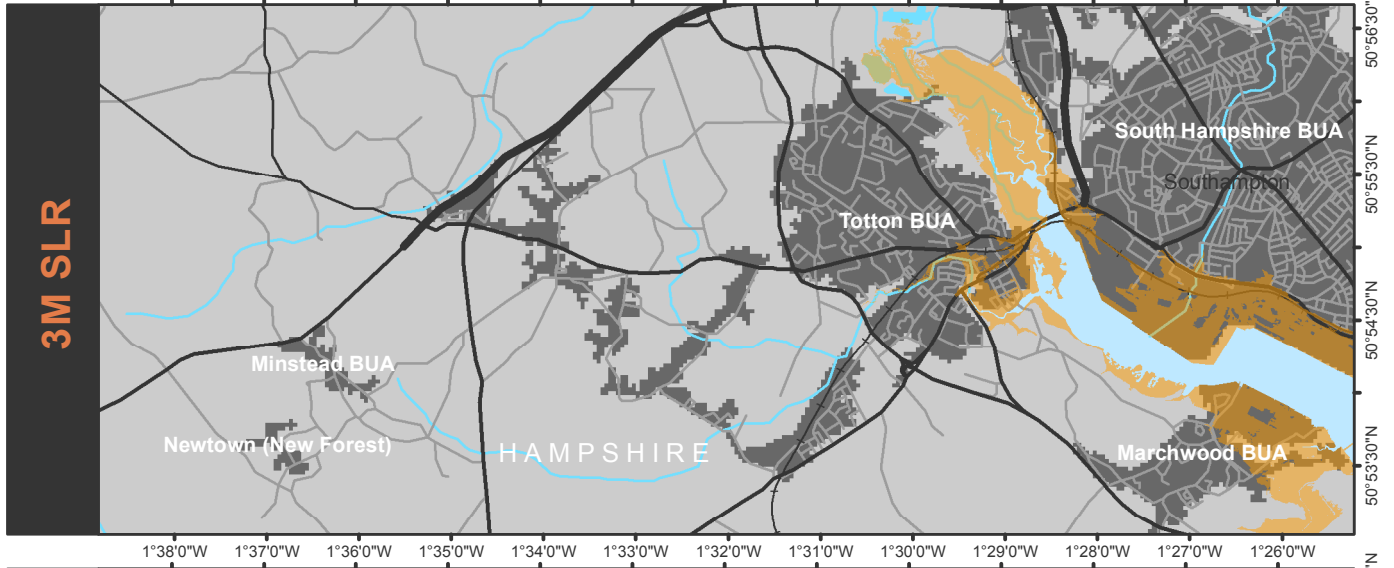 3M SLR
South Hampshire BUA
Southampton
Totton BUA
Minstead BUA
Newtown (New Forest)
HAMPSHIRE
Marchwood BUA
50°55'30"N
50°54'30"N
50°53'30"N
1°38'0"W 1°37'0"W 1°36'0"W 1°35'0"W 1°34'0"W 1°33'0"W 1°32'0"W 1°31'0"W 1°30'0"W 1°29'0"W 1°28'0"W 1°27'0"W 1°26'0"W